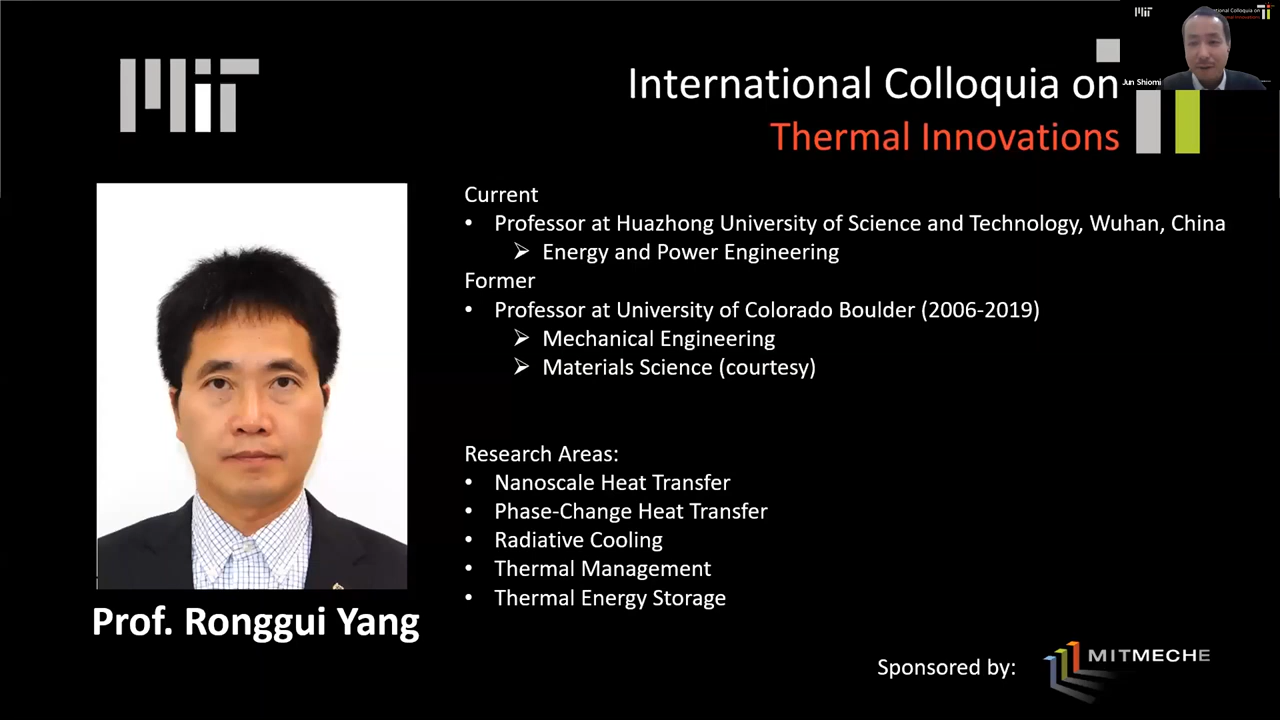 International Colloquia on
Thermal Innovations
Jun Shiomi
Current
• Professor at Huazhong University of Science and Technology, Wuhan, China
➢ Energy and Power Engineering
Former
• Professor at University of Colorado Boulder (2006-2019)
➢ Mechanical Engineering
➢ Materials Science (courtesy)
Research Areas:
• Nanoscale Heat Transfer
• Phase-Change Heat Transfer
• Radiative Cooling
• Thermal Management
• Thermal Energy Storage
Prof. Ronggui Yang
Sponsored by:
MITMECHE